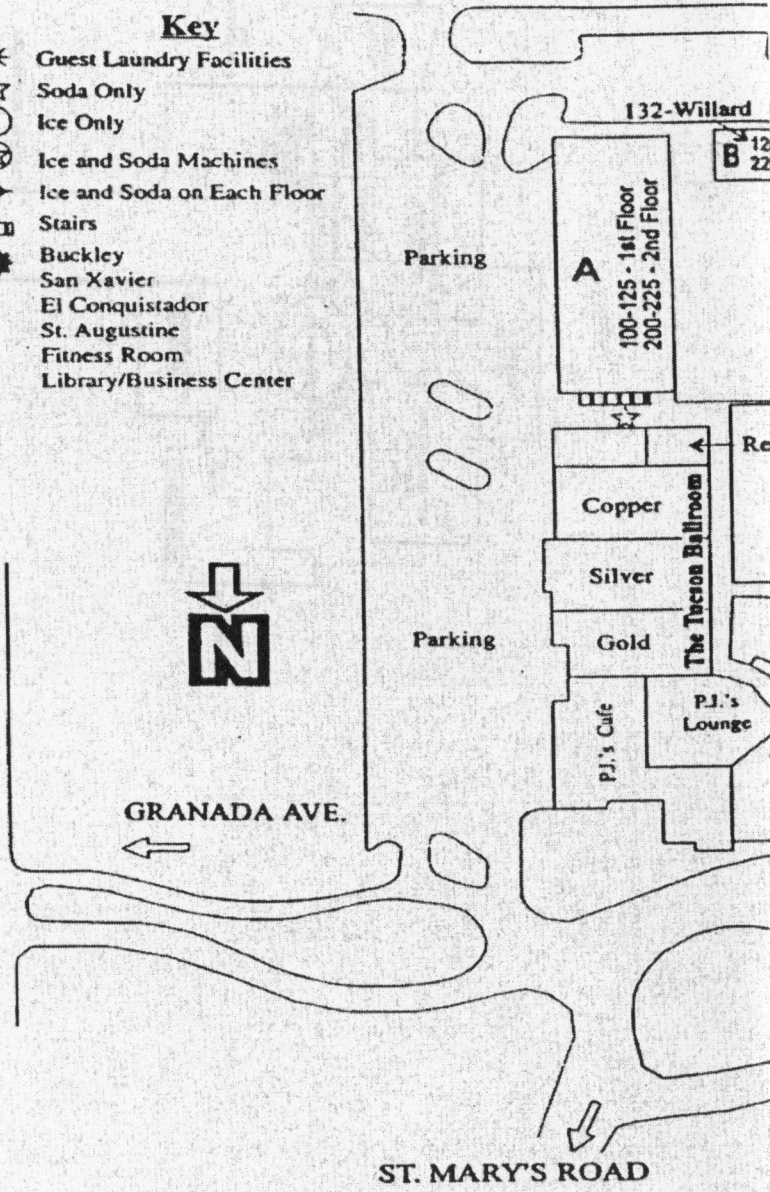 Key
Guest Laundry Facilities
Soda Only
Ice Only
Ice and Soda Machines
Ice and Soda on Each Floor
Stairs
Buckley
San Xavier
El Conquistador
St. Augustine
Fitness Room
Library/Business Center
132-Willard
B
Parking
A
100-125 - 1st Floor
200-225 - 2nd Floor
Copper
Silver
Gold
The Tucson Ballroom
Parking
P.J.'s Cafe
P.J.'s
Lounge
N
GRANADA AVE.
ST. MARY'S ROAD